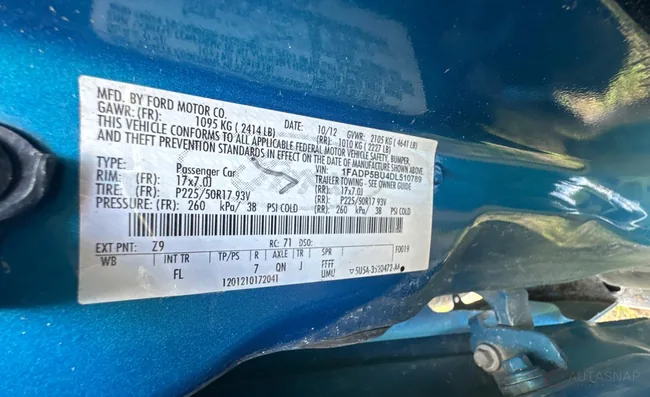 MFD. BY FORD MOTOR CO.
DATE: 10/12 GVWR: 2105 KG ( 4641 LB)
GAWR: (FR): 1095 KG ( 2414 LB) (RR): 1010 KG ( 2227 LB)
THIS VEHICLE CONFORMS TO ALL APPLICABLE FEDERAL MOTOR VEHICLE SAFETY, BUMPER,
AND THEFT PREVENTION STANDARDS IN EFFECT ON THE DATE OF MANUFACTURE SHOWN ABOVE.
VIN: 1FADP5BU4DL510789
TYPE: Passenger Car TRAILER TOWING - SEE OWNER GUIDE
RIM: (FR): 17x7.0J (RR): 17x7.0J
TIRE: (FR): P225/50R17 93V (RR): P225/50R17 93V
PRESSURE: (FR): 260 kPa/ 38 PSI COLD (RR): 260 kPa/ 38 PSI COLD
EXT PNT: Z9 RC: 71 DSO: F0019
WB INT TR TP/PS R AXLE TR SPR
FL 7 QN J FFFF
1201210172041 UMU
AUTASNAP